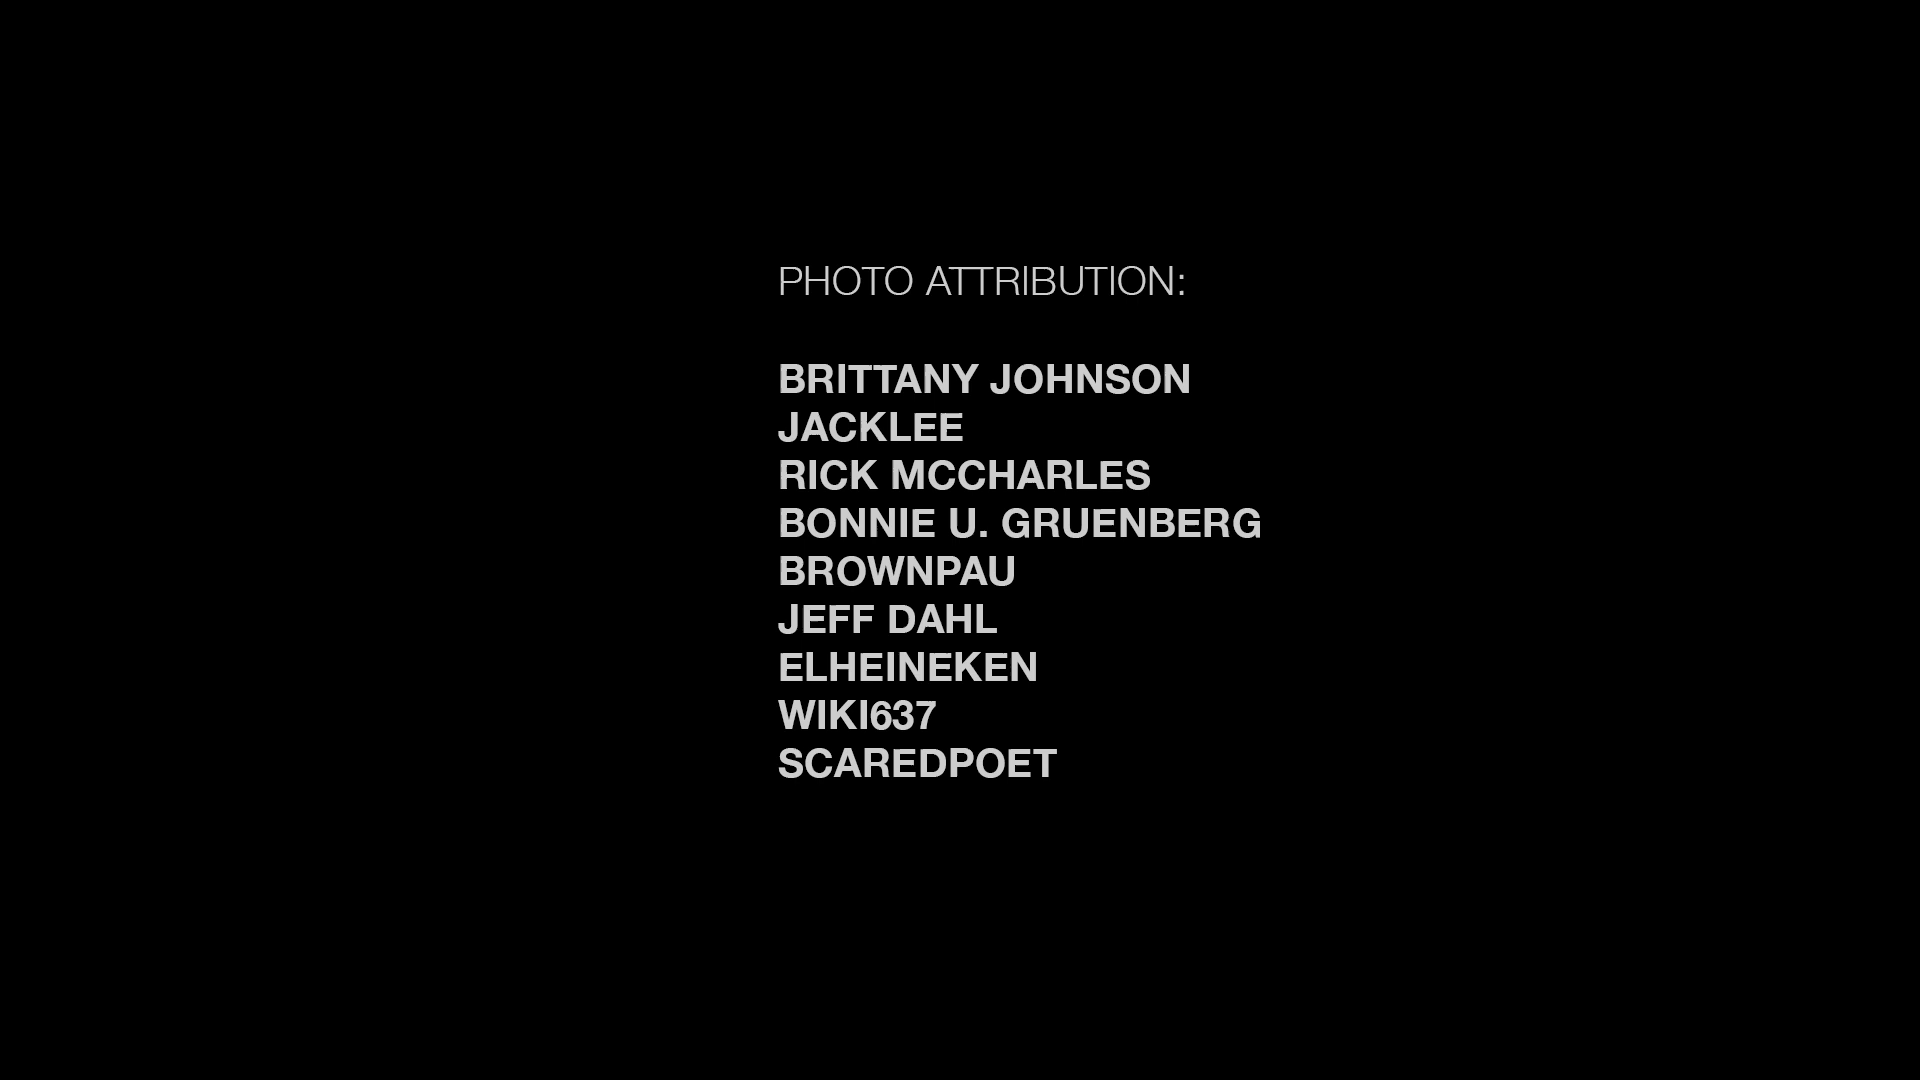 PHOTO ATTRIBUTION:
BRITTANY JOHNSON
JACKLEE
RICK MCCHARLES
BONNIE U. GRUENBERG
BROWNPAU
JEFF DAHL
ELHEINEKEN
WIKI637
SCAREDPOET